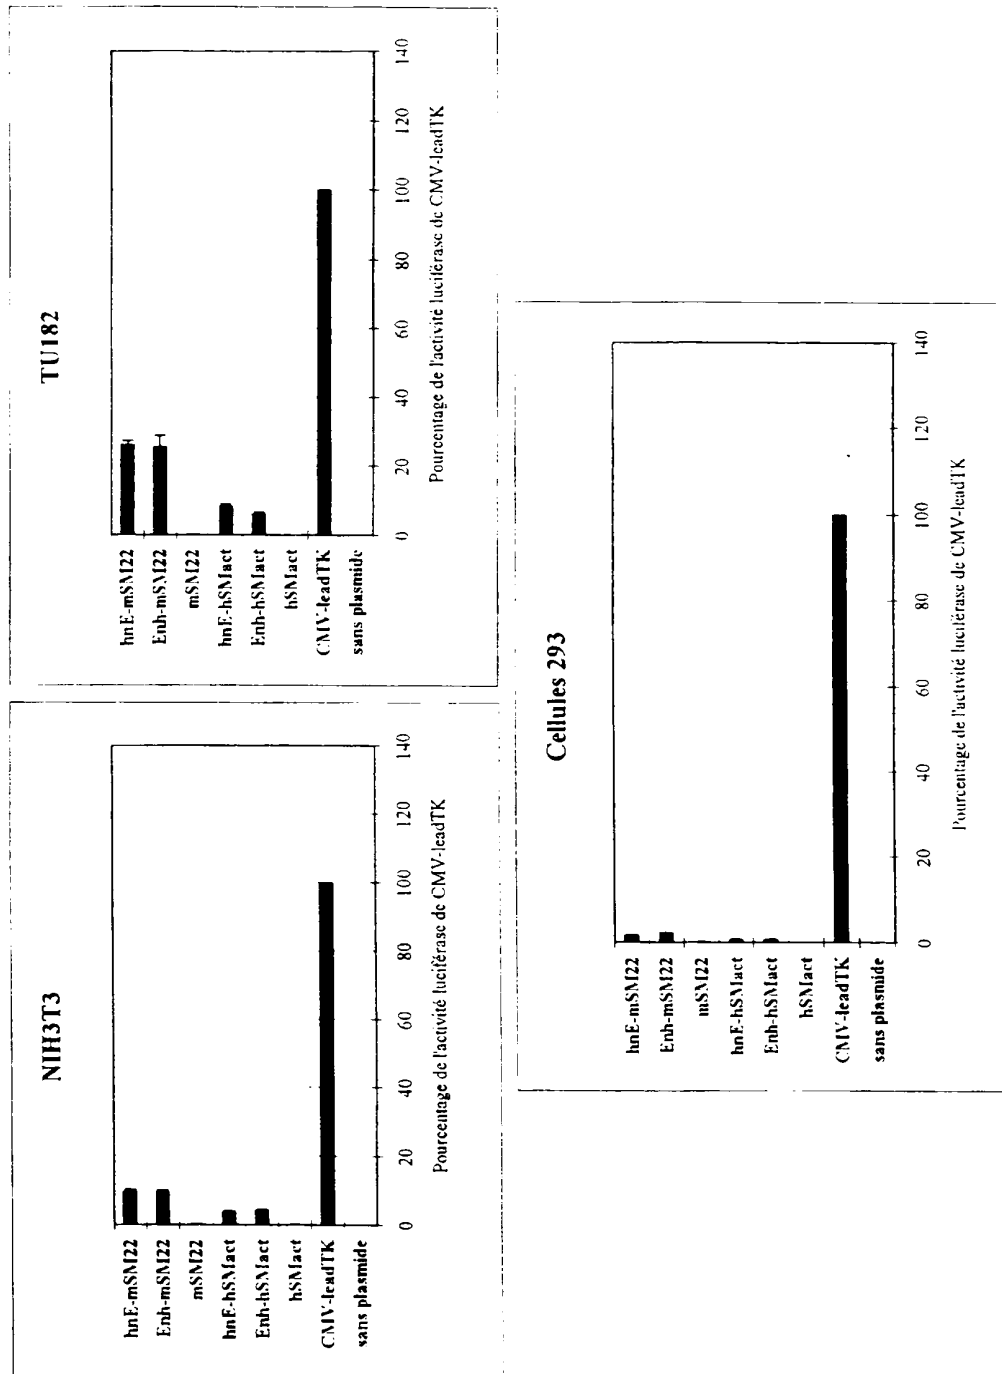 NIH3T3
hnE-mSM22
Enh-mSM22
mSM22
hnE-hSMact
Enh-hSMact
hSMact
CMV-leadTK
sans plasmide
0 20 40 60 80 100 120 140
Pourcentage de l'activité luciférase de CMV-leadTK
TU182
hnE-mSM22
Enh-mSM22
mSM22
hnE-hSMact
Enh-hSMact
hSMact
CMV-leadTK
sans plasmide
0 20 40 60 80 100 120 140
Pourcentage de l'activité luciférase de CMV-leadTK
Cellules 293
hnE-mSM22
Enh-mSM22
mSM22
hnE-hSMact
Enh-hSMact
hSMact
CMV-leadTK
sans plasmide
0 20 40 60 80 100 120 140
Pourcentage de l'activité luciférase de CMV-leadTK